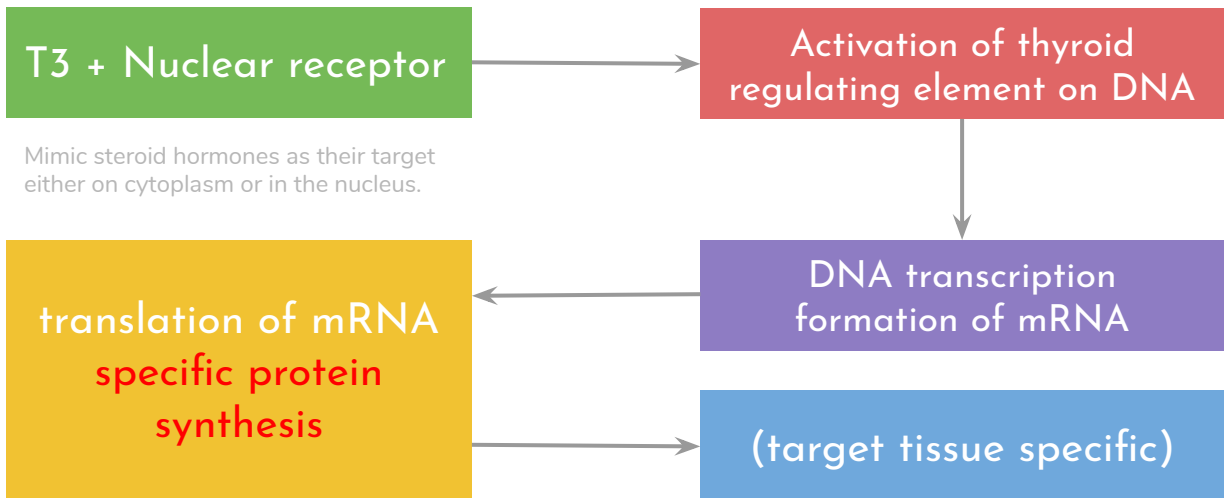 T3 + Nuclear receptor
Activation of thyroid
regulating element on DNA
Mimic steroid hormones as their target
either on cytoplasm or in the nucleus.
DNA transcription
formation of mRNA
translation of mRNA
specific protein
synthesis
(target tissue specific)